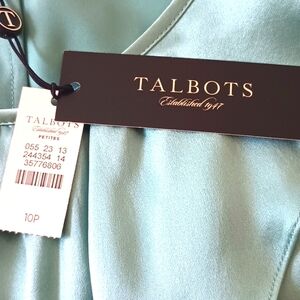 T
TALBOTS
Established 1947
TALBOTS
Established 1947
PETITES
055 23 13
244354 14
35776806
10P